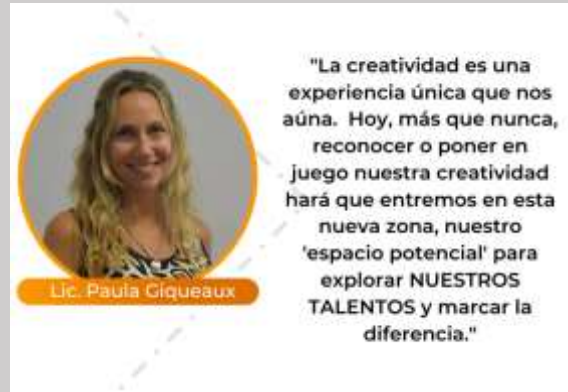 Lic. Paula Giqueaux
"La creatividad es una
experiencia única que nos
aúna. Hoy, más que nunca,
reconocer o poner en
juego nuestra creatividad
hará que entremos en esta
nueva zona, nuestro
'espacio potencial' para
explorar NUESTROS
TALENTOS y marcar la
diferencia."